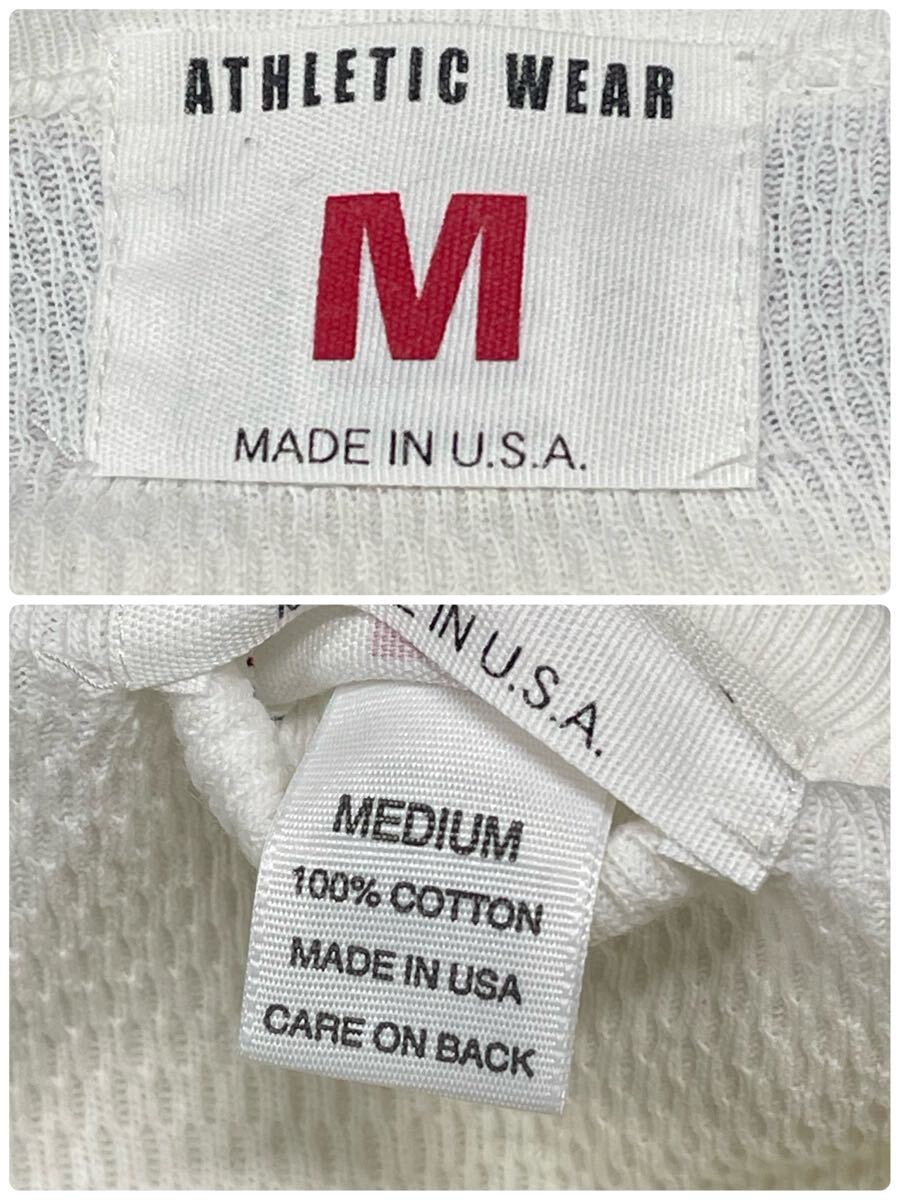 ATHLETIC WEAR
M
MADE IN U.S.A.
IN U.S.A.
MEDIUM
100% COTTON
MADE IN USA
CARE ON BACK